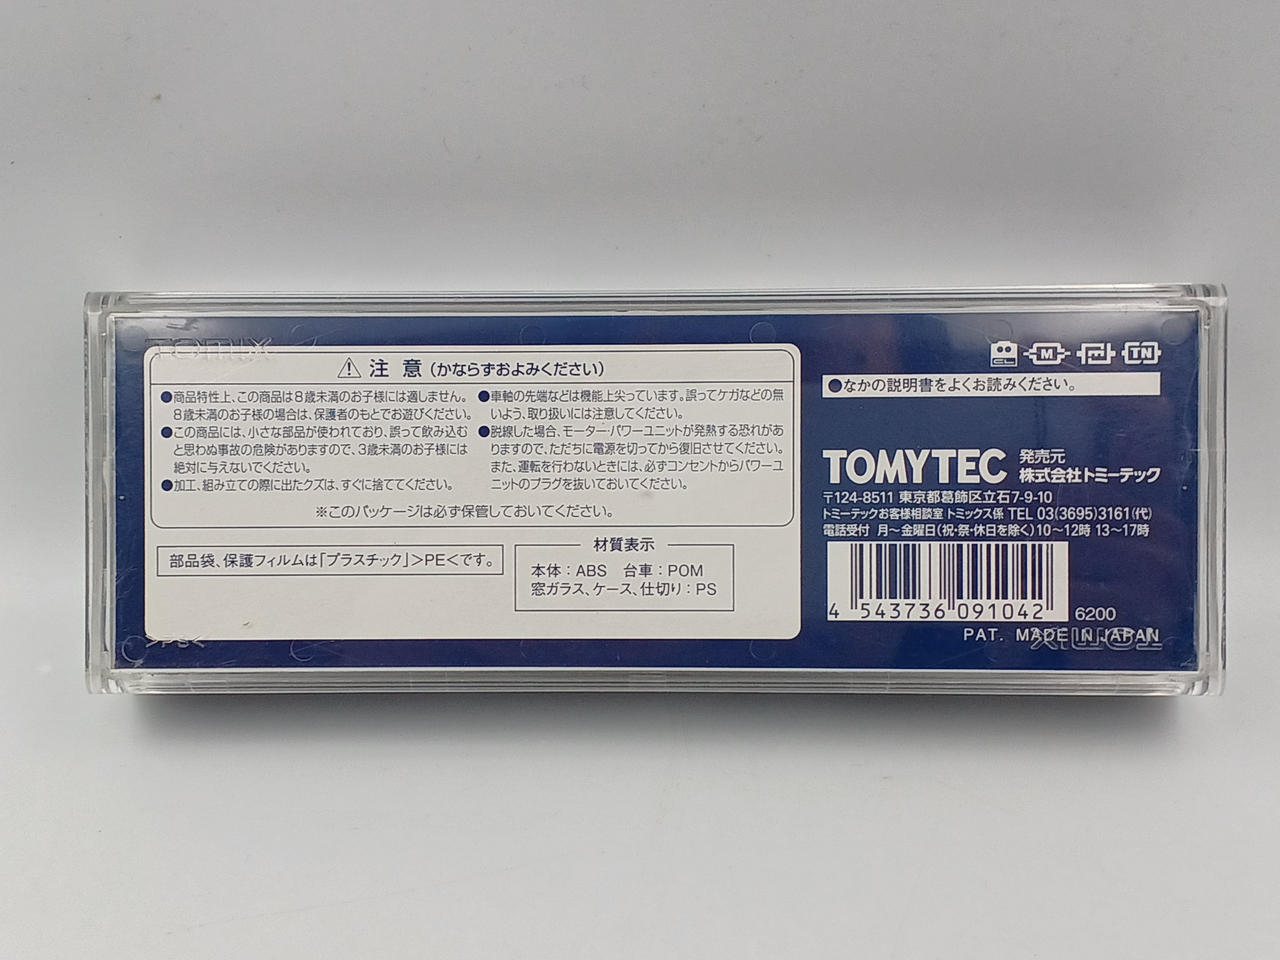 TOMIX
⚠ 注 意 (かならずおよみください)
●商品特性上、この商品は8歳未満のお子様には適しません。
8歳未満のお子様の場合は、保護者のもとでお遊びください。
●この商品には、小さな部品が使われており、誤って飲み込む
と思わぬ事故の危険がありますので、3歳未満のお子様には
絶対に与えないでください。
●加工、組み立ての際に出たクズは、すぐに捨ててください。
●車軸の先端などは機能上尖っています。誤ってケガなどの無
いよう、取り扱いには注意してください。
●脱線した場合、モーター・パワーユニットが発熱する恐れがあ
りますので、ただちに電源を切ってから復旧させてください。
また、運転を行わないときには、必ずコンセントからパワーユ
ニットのプラグを抜いておいてください。
※このパッケージは必ず保管しておいてください。
部品袋、保護フィルムは「プラスチック」>PE<です。
材質表示
本体:ABS 台車:POM
窓ガラス、ケース、仕切り:PS
>PS<
CL M TN
●なかの説明書をよくお読みください。
TOMYTEC 発売元 株式会社トミーテック
〒124-8511 東京都葛飾区立石7-9-10
トミーテックお客様相談室 トミックス係 TEL 03(3695)3161(代)
電話受付 月〜金曜日(祝・祭・休日を除く)10〜12時 13〜17時
4 543736 091042
6200
PAT. MADE IN JAPAN
TOMIX